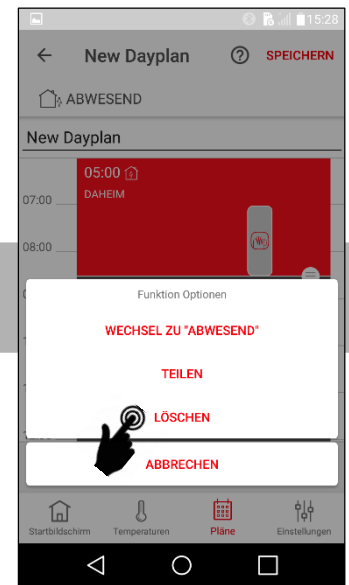 15:28
New Dayplan
SPEICHERN
ABWESEND
New Dayplan
05:00
DAHEIM
07:00
08:00
Funktion Optionen
WECHSEL ZU "ABWESEND"
TEILEN
LÖSCHEN
ABBRECHEN
Startbildschirm Temperaturen Pläne Einstellungen